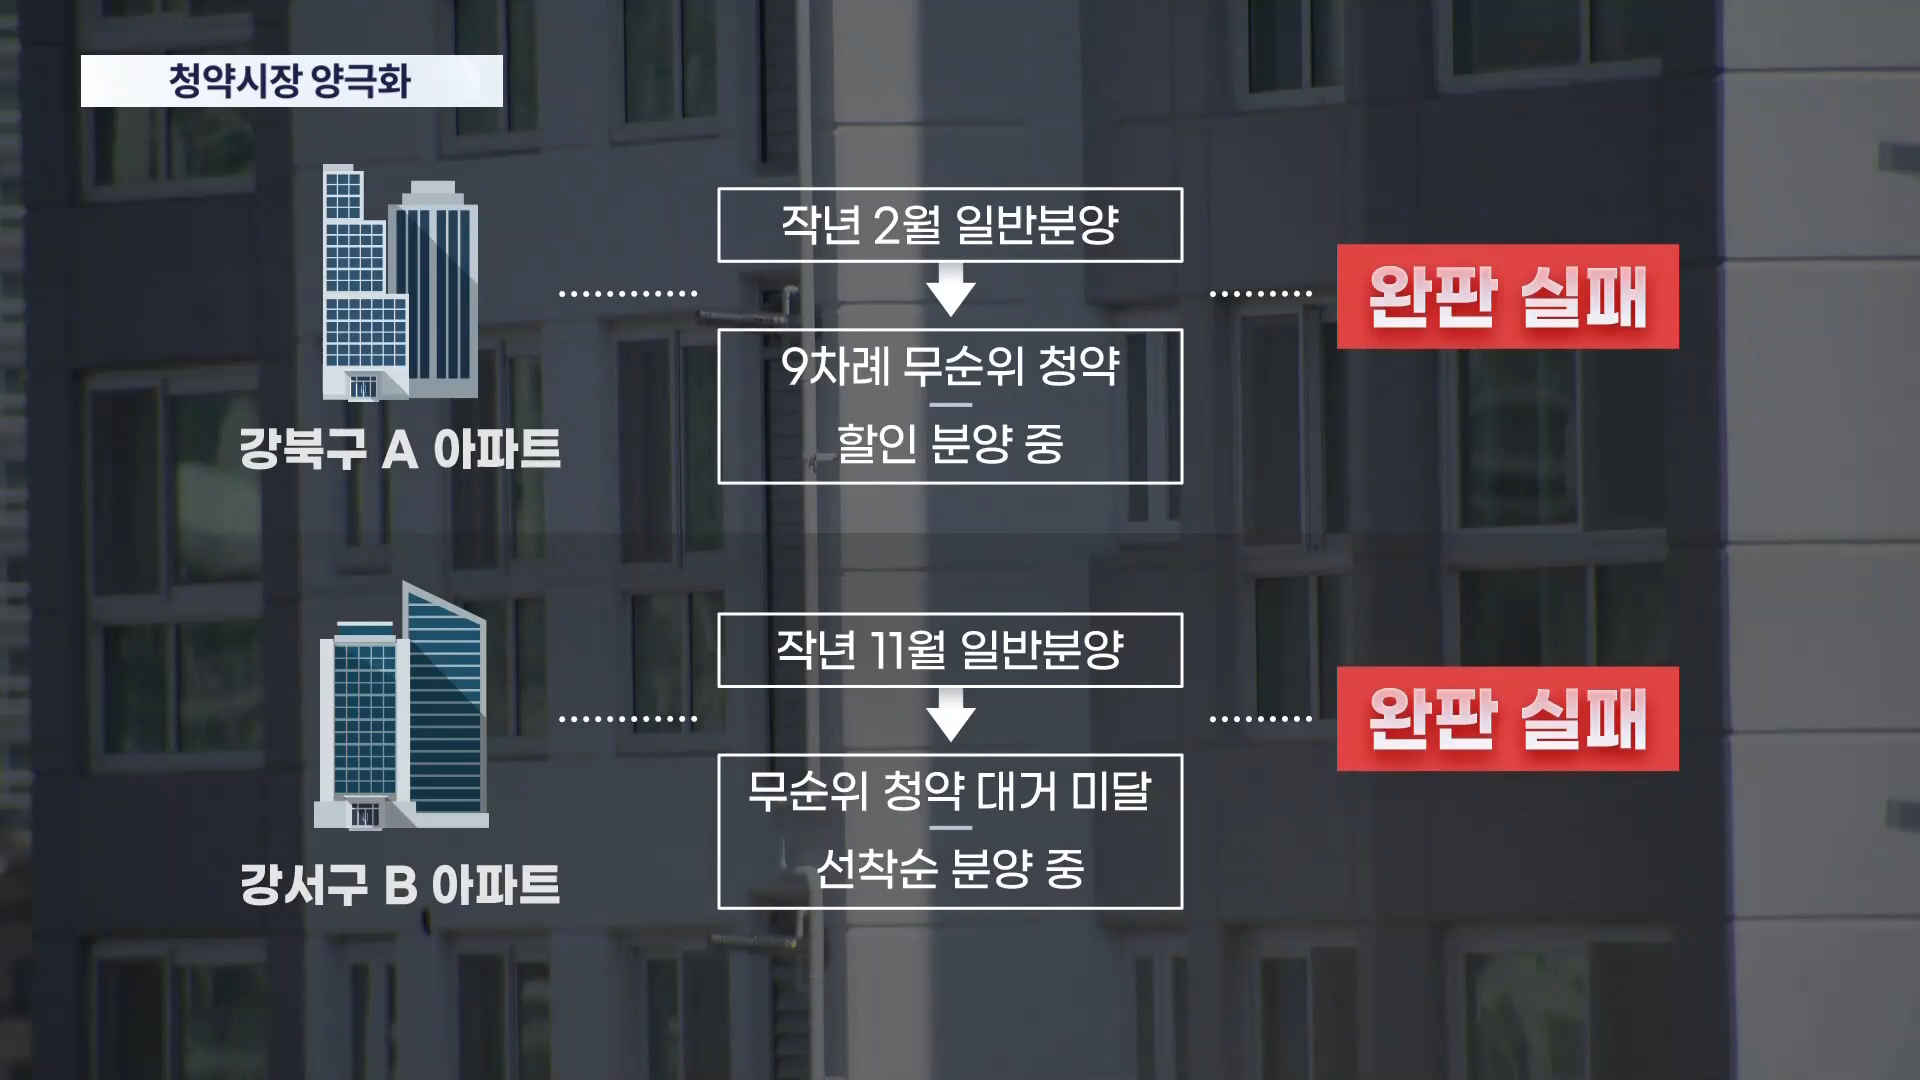 청약시장 양극화
강북구 A 아파트
작년 2월 일반분양
9차례 무순위 청약
할인 분양 중
완판 실패
강서구 B 아파트
작년 11월 일반분양
무순위 청약 대거 미달
선착순 분양 중
완판 실패